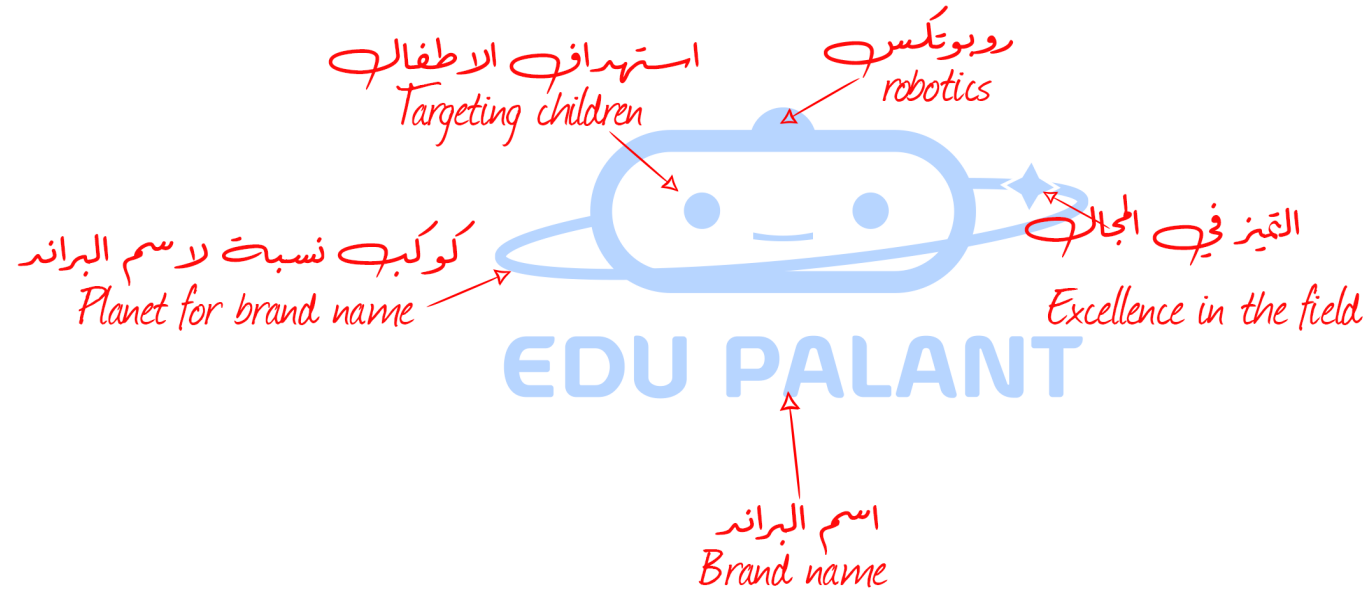 روبوتكس
robotics
استهداف الاطفال
Targeting children
التميز في المجال
Excellence in the field
كوكب نسبة لاسم البراند
Planet for brand name
EDU PALANT
اسم البراند
Brand name